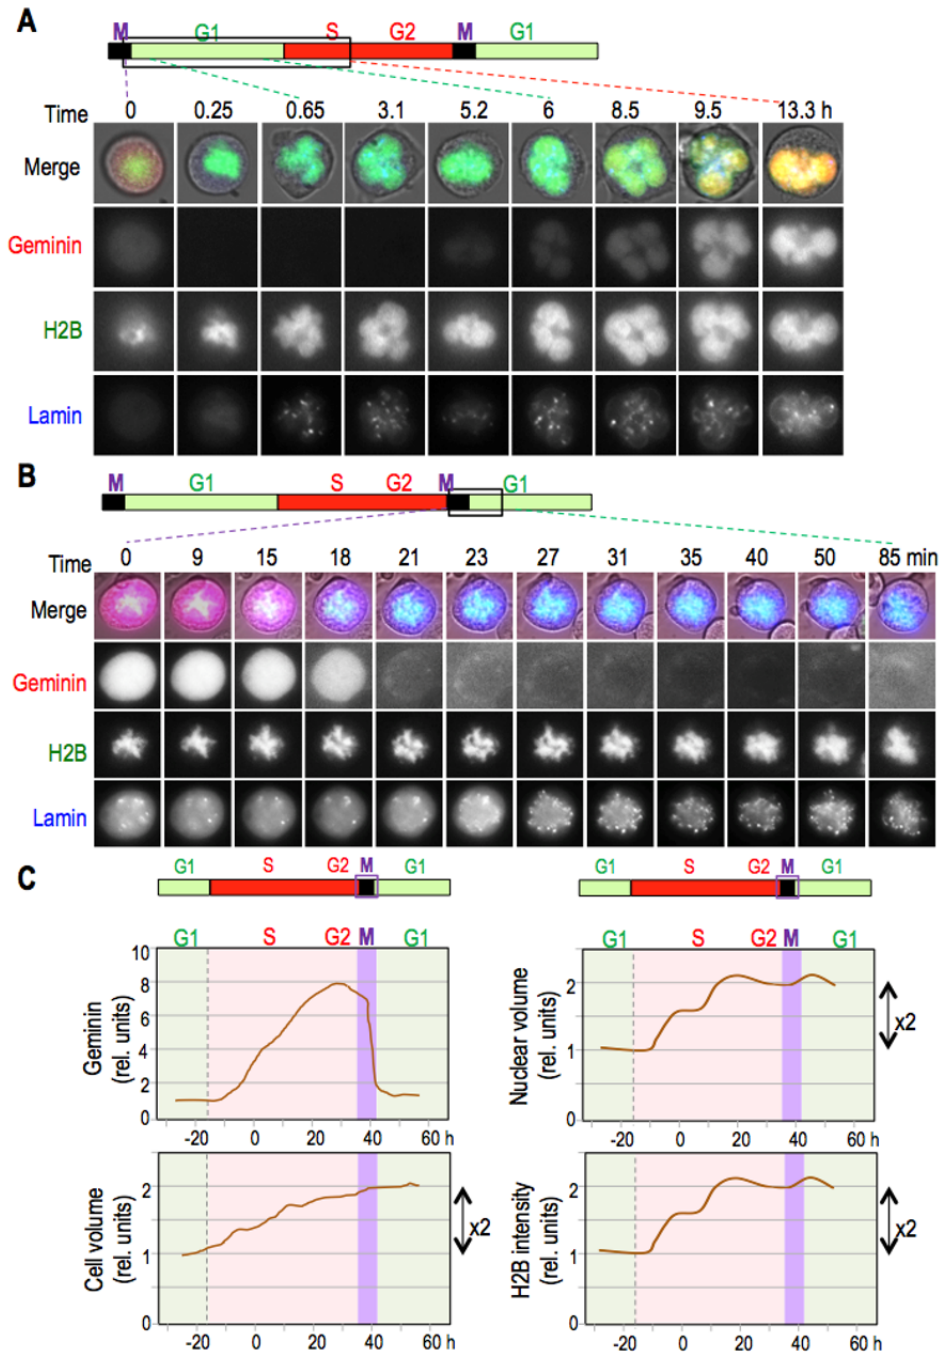 A
M G1 S G2 M G1
Time 0 0.25 0.65 3.1 5.2 6 8.5 9.5 13.3 h
Merge
Geminin
H2B
Lamin
B
M G1 S G2 M G1
Time 0 9 15 18 21 23 27 31 35 40 50 85 min
Merge
Geminin
H2B
Lamin
C
G1 S G2 M G1
G1 S G2 M G1
G1 S G2 M G1
Geminin
(rel. units)
10
8
6
4
2
0
-20 0 20 40 60 h
G1 S G2 M G1
Nuclear volume
(rel. units)
2
1
0
x2
-20 0 20 40 60 h
Cell volume
(rel. units)
2
1
0
x2
-20 0 20 40 60 h
H2B intensity
(rel. units)
2
1
0
x2
-20 0 20 40 60 h